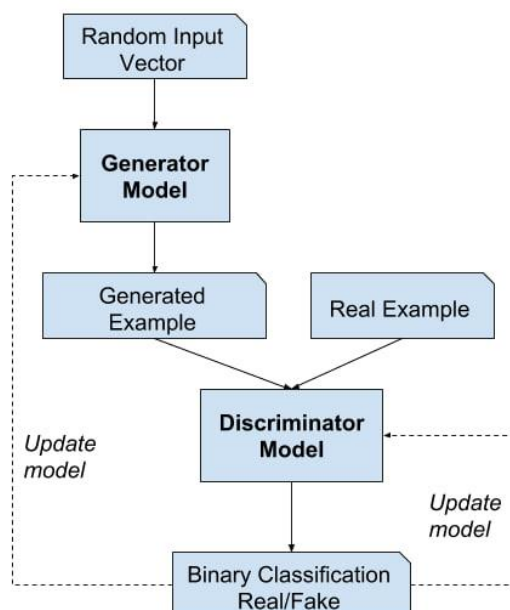 Random Input
Vector
Generator
Model
Generated
Example
Real Example
Discriminator
Model
Update
model
Update
model
Binary Classification
Real/Fake